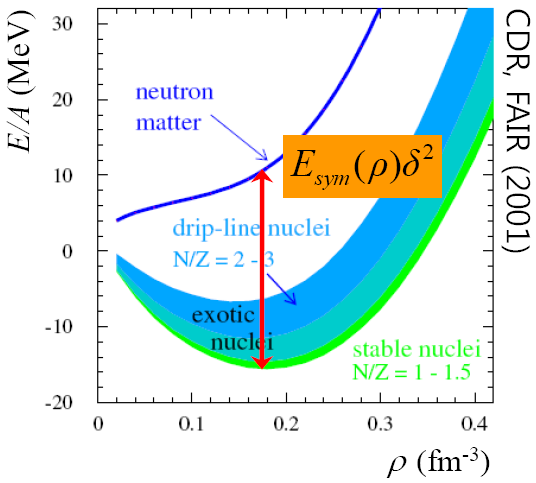 E/A (MeV)
30
20
10
0
-10
-20
neutron
matter
E_sym(ρ)δ²
drip-line nuclei
N/Z = 2 - 3
exotic
nuclei
stable nuclei
N/Z = 1 - 1.5
0
0.1
0.2
0.3
0.4
ρ (fm⁻³)
CDR, FAIR (2001)